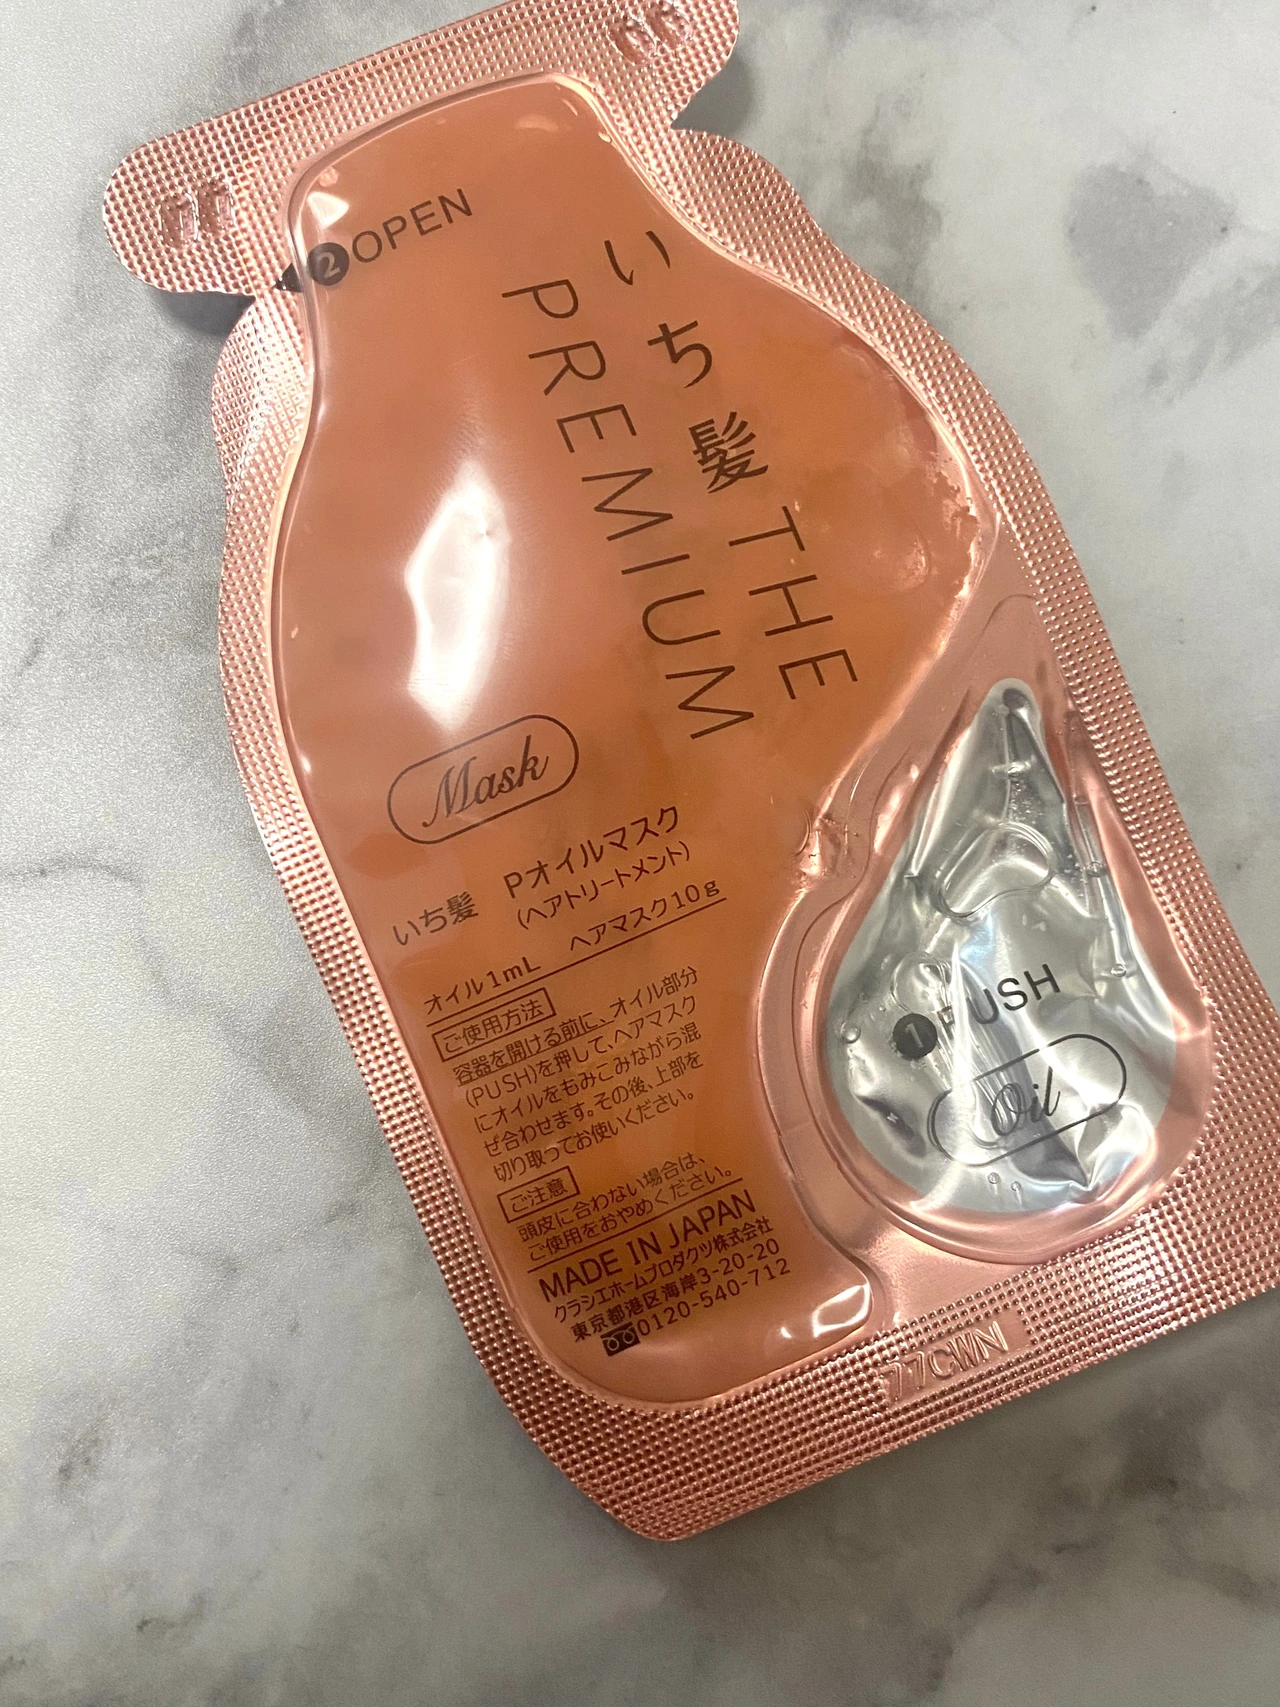 ❷OPEN
いち髪 THE
PREMIUM
Mask
いち髪 Pオイルマスク
(ヘアトリートメント)
オイル1mL ヘアマスク10g
ご使用方法
容器を開ける前に、オイル部分
(PUSH)を押して、ヘアマスク
にオイルをもみこみながら混
ぜ合わせます。その後、上部を
切り取ってお使いください。
ご注意
頭皮に合わない場合は、
ご使用をおやめください。
MADE IN JAPAN
クラシエホームプロダクツ株式会社
東京都港区海岸3-20-20
0120-540-712
❶PUSH
Oil
77CWN